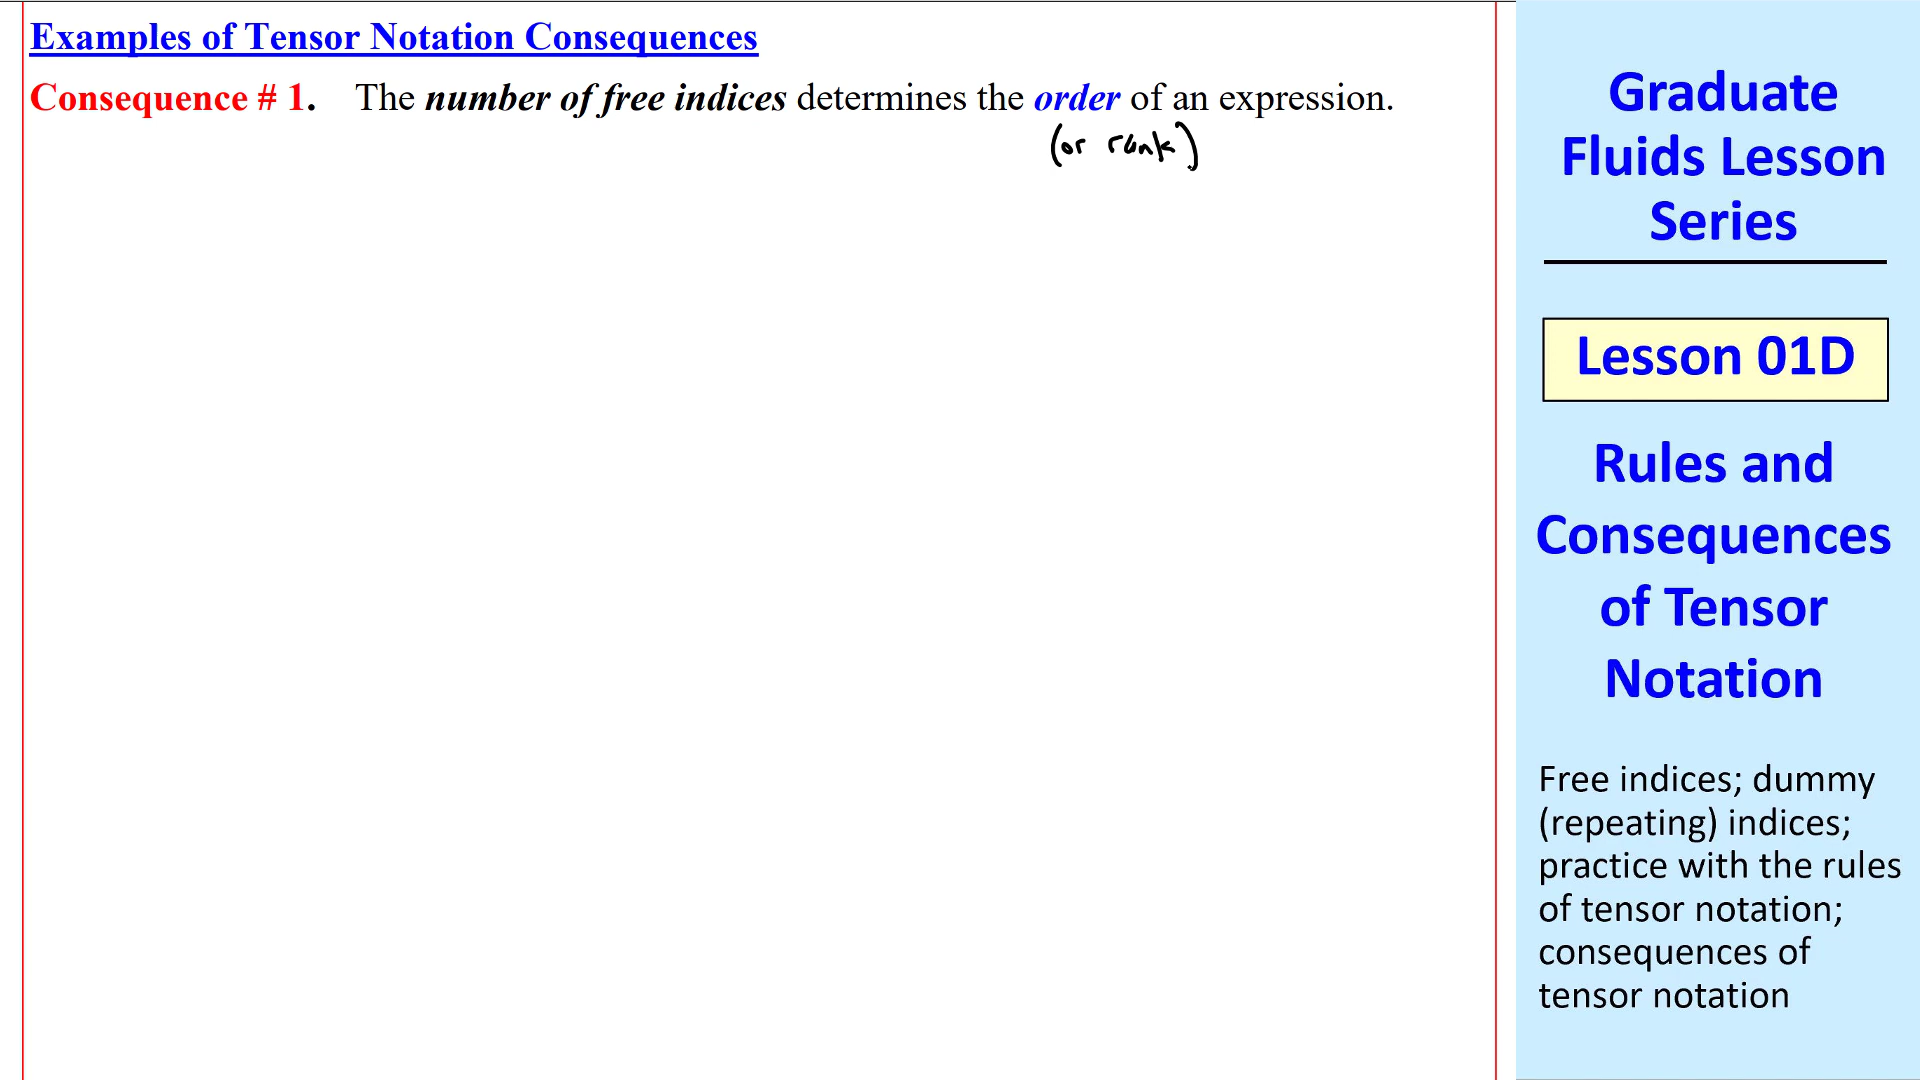 Examples of Tensor Notation Consequences
Consequence # 1. The number of free indices determines the order of an expression.
(or rank)
Graduate
Fluids Lesson
Series
Lesson 01D
Rules and
Consequences
of Tensor
Notation
Free indices; dummy
(repeating) indices;
practice with the rules
of tensor notation;
consequences of
tensor notation